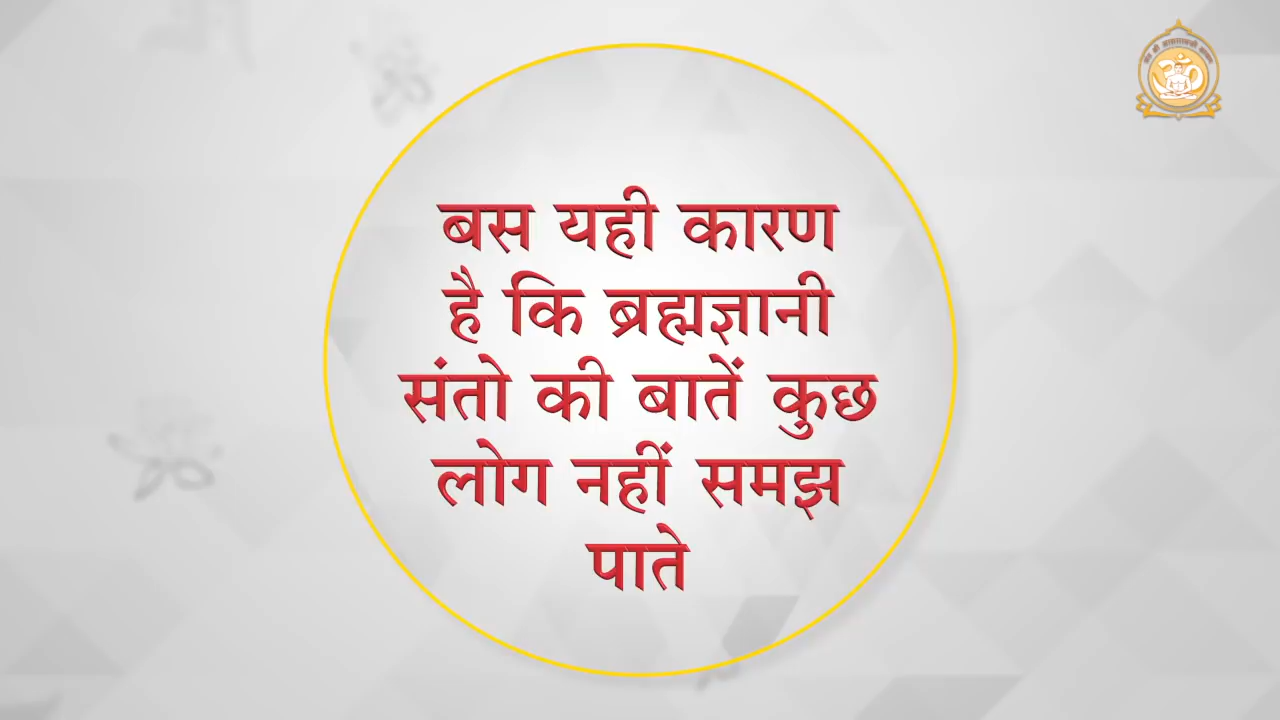 बस यही कारण
है कि ब्रह्मज्ञानी
संतो की बातें कुछ
लोग नहीं समझ
पाते